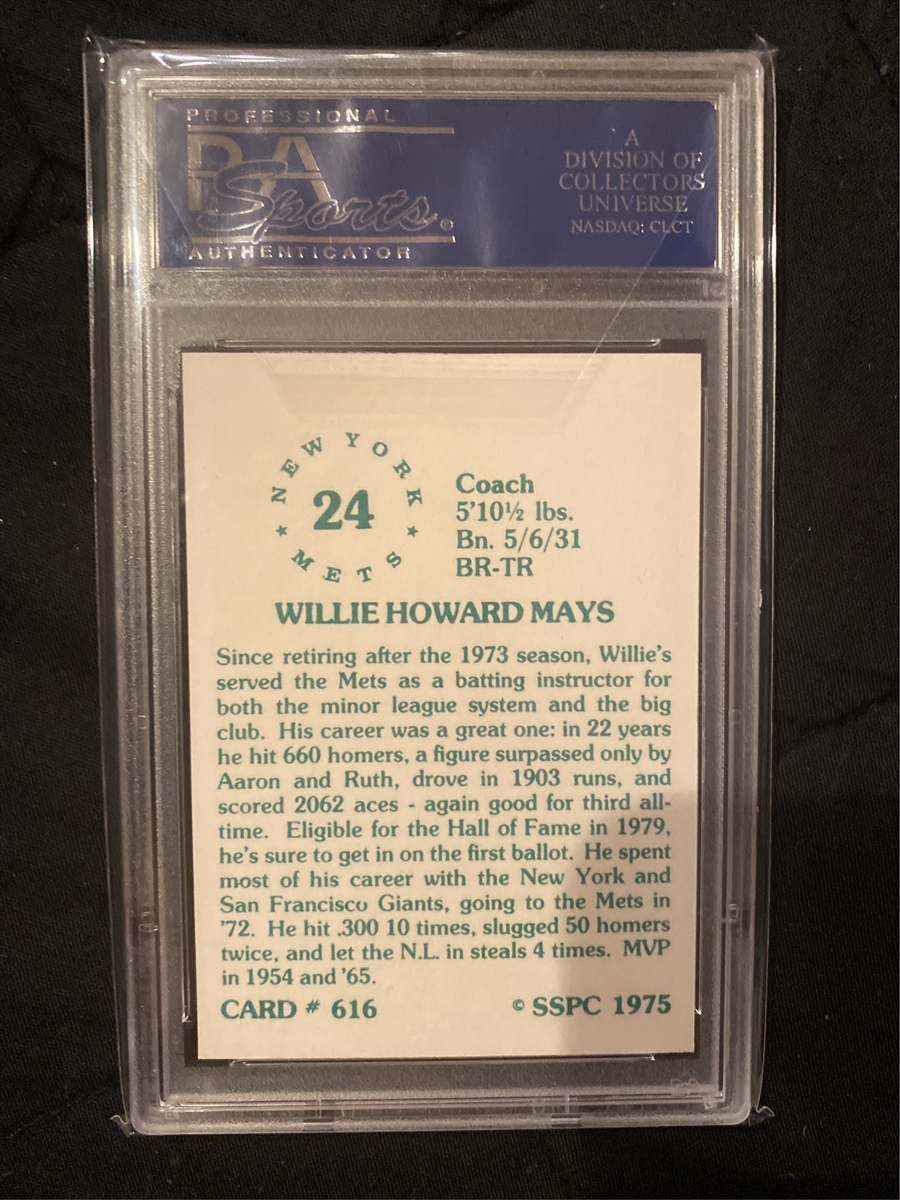 PROFESSIONAL
PSA
Sports®
AUTHENTICATOR
A
DIVISION OF
COLLECTORS
UNIVERSE
NASDAQ: CLCT
NEW YORK
★ 24 ★
METS
Coach
5'10½ lbs.
Bn. 5/6/31
BR-TR
WILLIE HOWARD MAYS
Since retiring after the 1973 season, Willie's
served the Mets as a batting instructor for
both the minor league system and the big
club. His career was a great one: in 22 years
he hit 660 homers, a figure surpassed only by
Aaron and Ruth, drove in 1903 runs, and
scored 2062 aces - again good for third all-
time. Eligible for the Hall of Fame in 1979,
he's sure to get in on the first ballot. He spent
most of his career with the New York and
San Francisco Giants, going to the Mets in
'72. He hit .300 10 times, slugged 50 homers
twice, and let the N.L. in steals 4 times. MVP
in 1954 and '65.
CARD # 616
© SSPC 1975